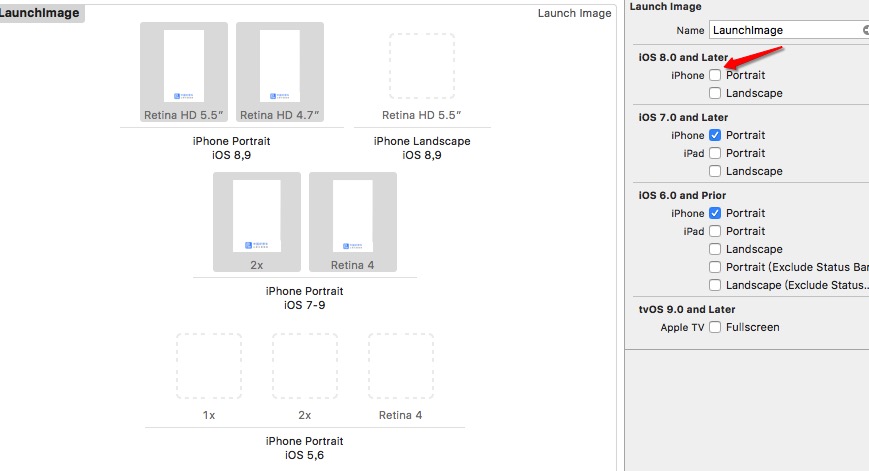 LaunchImage
Launch Image
Retina HD 5.5″
Retina HD 4.7″
Retina HD 5.5″
iPhone Portrait
iOS 8,9
iPhone Landscape
iOS 8,9
2x
Retina 4
iPhone Portrait
iOS 7-9
1x
2x
Retina 4
iPhone Portrait
iOS 5,6
Launch Image
Name LaunchImage
iOS 8.0 and Later
iPhone Portrait
Landscape
iOS 7.0 and Later
iPhone Portrait
iPad Portrait
Landscape
iOS 6.0 and Prior
iPhone Portrait
iPad Portrait
Landscape
Portrait (Exclude Status Bar
Landscape (Exclude Status...
tvOS 9.0 and Later
Apple TV Fullscreen